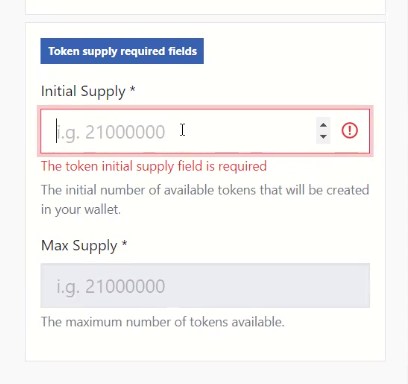 Token supply required fields
Initial Supply *
i.g. 21000000
The token initial supply field is required
The initial number of available tokens that will be created
in your wallet.
Max Supply *
i.g. 21000000
The maximum number of tokens available.